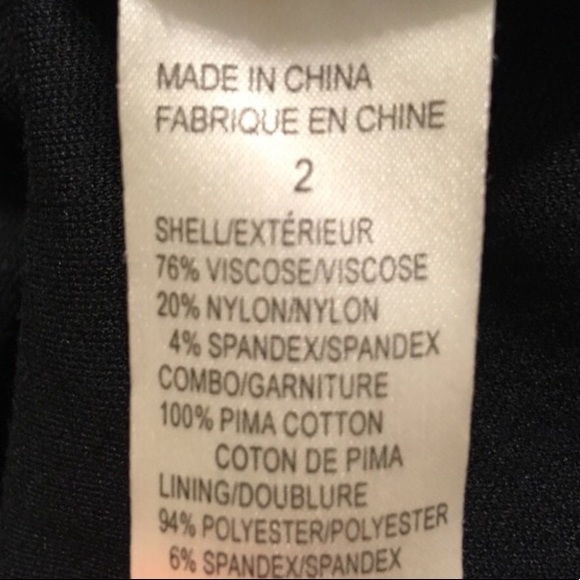 MADE IN CHINA
FABRIQUE EN CHINE
2
SHELL/EXTÉRIEUR
76% VISCOSE/VISCOSE
20% NYLON/NYLON
4% SPANDEX/SPANDEX
COMBO/GARNITURE
100% PIMA COTTON
COTON DE PIMA
LINING/DOUBLURE
94% POLYESTER/POLYESTER
6% SPANDEX/SPANDEX